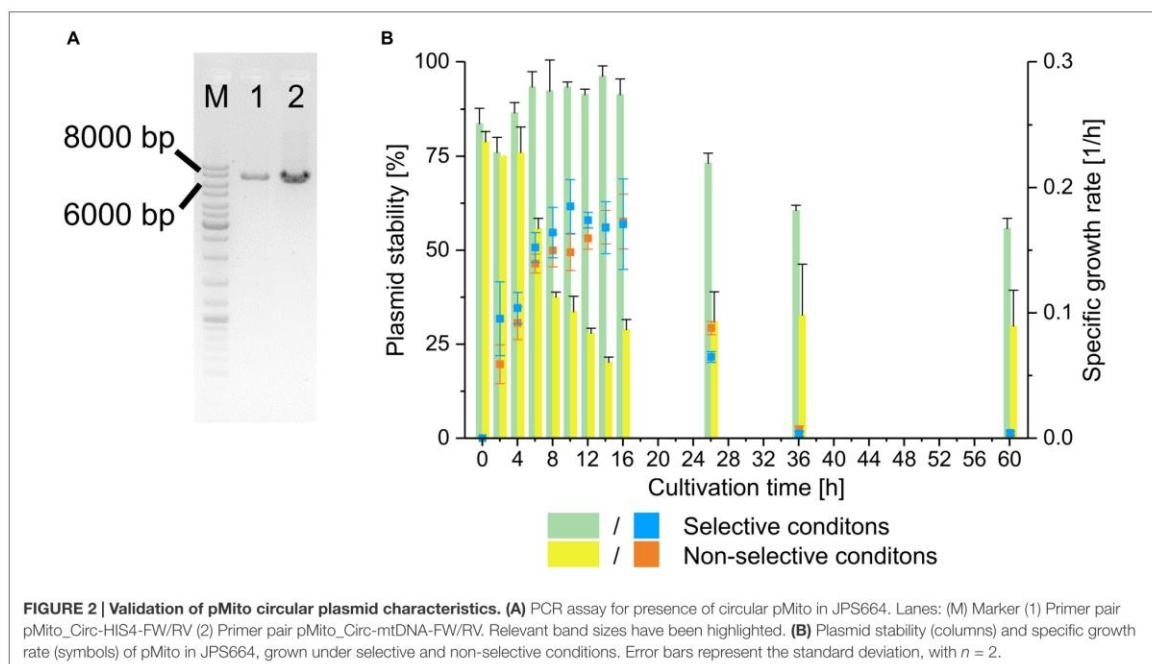 A
M 1 2
8000 bp
6000 bp
B
100
75
50
25
0
Plasmid stability [%]
0.3
0.2
0.1
0.0
Specific growth rate [1/h]
0 4 8 12 16 20 24 28 32 36 40 44 48 52 56 60
Cultivation time [h]
/ Selective conditons
/ Non-selective conditons
FIGURE 2 | Validation of pMito circular plasmid characteristics. (A) PCR assay for presence of circular pMito in JPS664. Lanes: (M) Marker (1) Primer pair
pMito_Circ-HIS4-FW/RV (2) Primer pair pMito_Circ-mtDNA-FW/RV. Relevant band sizes have been highlighted. (B) Plasmid stability (columns) and specific growth
rate (symbols) of pMito in JPS664, grown under selective and non-selective conditions. Error bars represent the standard deviation, with n = 2.